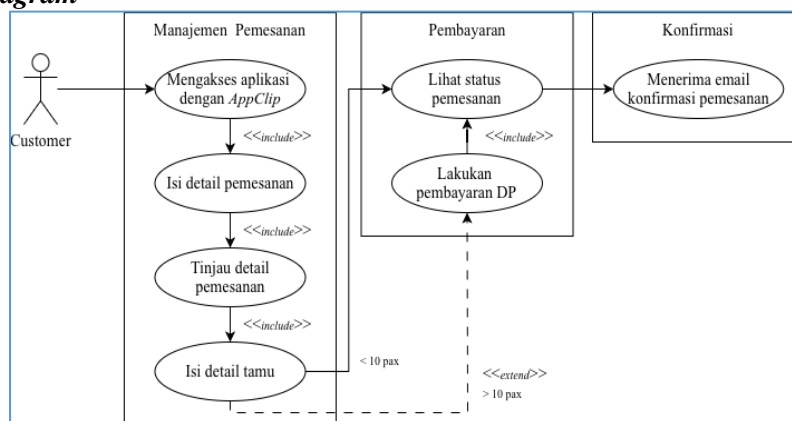 agram
Manajemen Pemesanan
Pembayaran
Konfirmasi
Customer
Mengakses aplikasi
dengan AppClip
<<include>>
Isi detail pemesanan
<<include>>
Tinjau detail
pemesanan
<<include>>
Isi detail tamu
< 10 pax
<<extend>>
> 10 pax
Lihat status
pemesanan
<<include>>
Lakukan
pembayaran DP
Menerima email
konfirmasi pemesanan